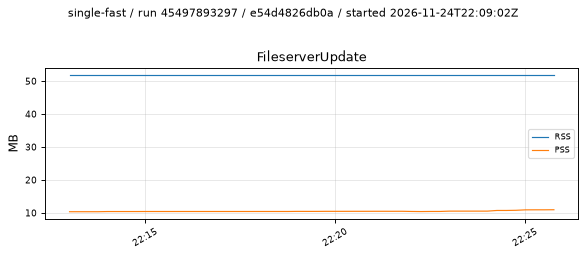 single-fast / run 45497893297 / e54d4826db0a / started 2026-11-24T22:09:02Z
FileserverUpdate
MB
50
40
30
20
10
RSS
PSS
22:15
22:20
22:25